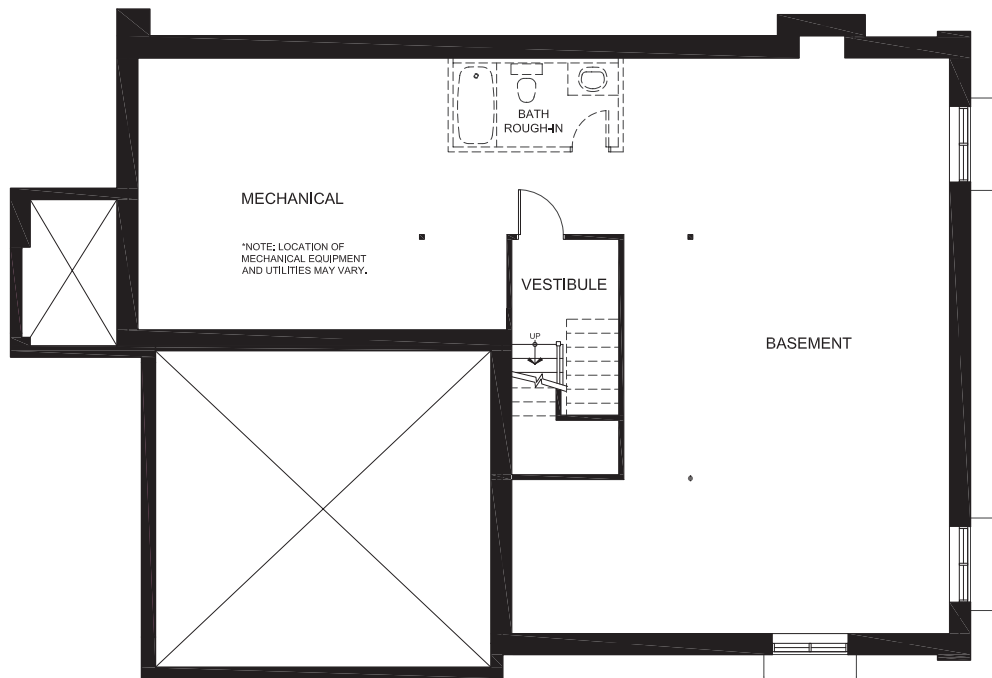 BATH
ROUGH-IN
MECHANICAL
*NOTE: LOCATION OF
MECHANICAL EQUIPMENT
AND UTILITIES MAY VARY.
VESTIBULE
UP
BASEMENT